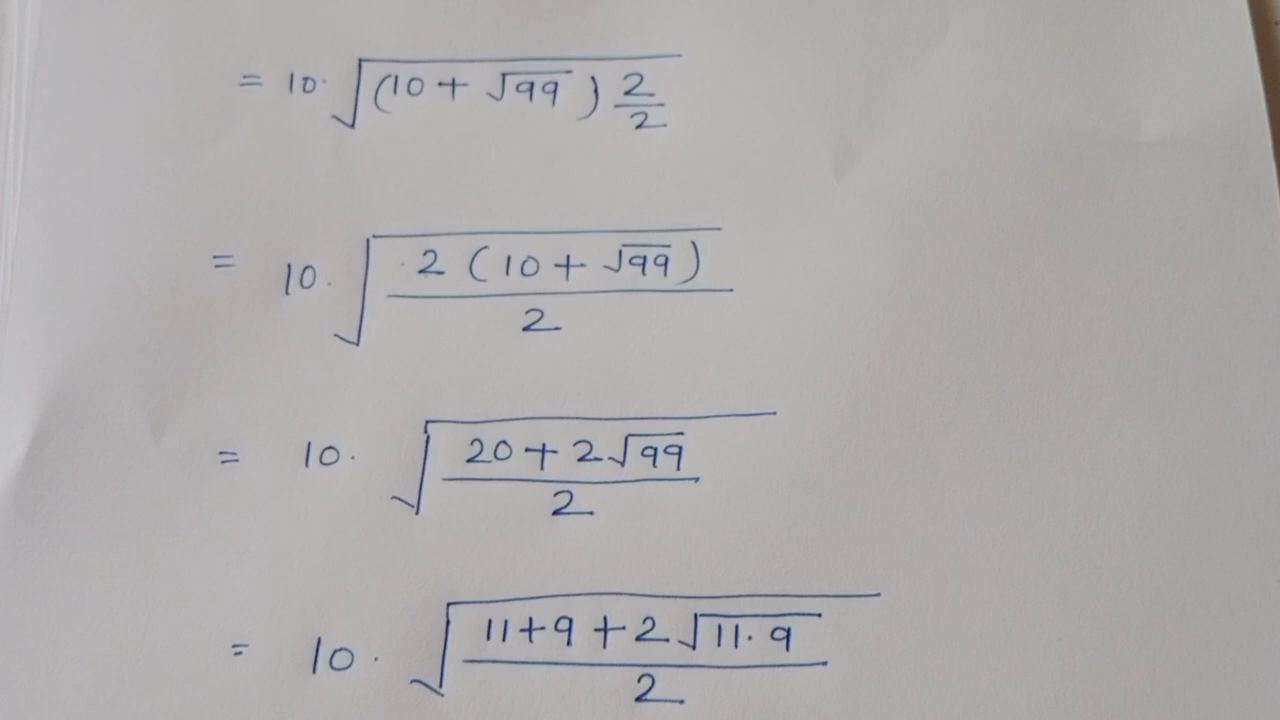 = 10. √((10 + √99) 2/2)
= 10. √(2 (10 + √99)/2)
= 10. √((20 + 2√99)/2)
= 10. √((11+9 + 2√(11.9))/2)